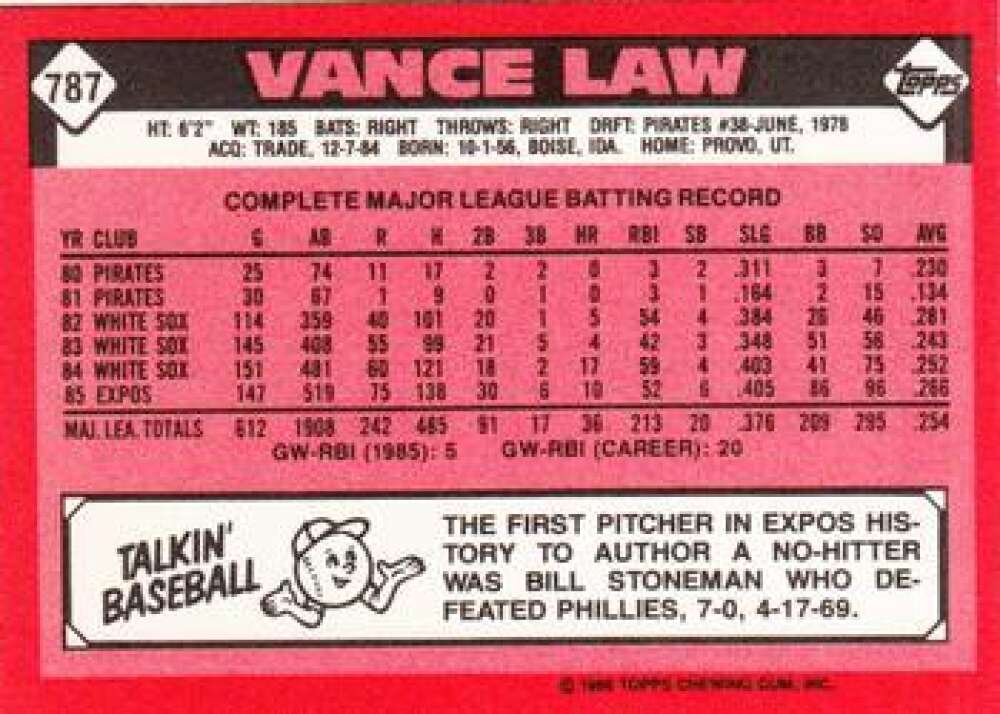 787
VANCE LAW
TOPPS
HT: 6'2" WT: 185 BATS: RIGHT THROWS: RIGHT DRFT: PIRATES #38-JUNE, 1978
ACQ: TRADE, 12-7-84 BORN: 10-1-56, BOISE, IDA. HOME: PROVO, UT.
COMPLETE MAJOR LEAGUE BATTING RECORD
YR CLUB G AB R H 2B 3B HR RBI SB SLG BB SO AVG
80 PIRATES 25 74 11 17 2 2 0 3 2 .311 3 7 .230
81 PIRATES 30 67 1 9 0 1 0 3 1 .164 2 15 .134
82 WHITE SOX 114 359 40 101 20 1 5 54 4 .384 26 46 .281
83 WHITE SOX 145 408 55 99 21 5 4 42 3 .348 51 56 .243
84 WHITE SOX 151 481 60 121 18 2 17 59 4 .403 41 75 .252
85 EXPOS 147 519 75 138 30 6 10 52 6 .405 86 96 .266
MAJ. LEA. TOTALS 612 1908 242 485 91 17 36 213 20 .376 209 295 .254
GW-RBI (1985): 5 GW-RBI (CAREER): 20
TALKIN'
BASEBALL
THE FIRST PITCHER IN EXPOS HIS-
TORY TO AUTHOR A NO-HITTER
WAS BILL STONEMAN WHO DE-
FEATED PHILLIES, 7-0, 4-17-69.
© 1986 TOPPS CHEWING GUM, INC.